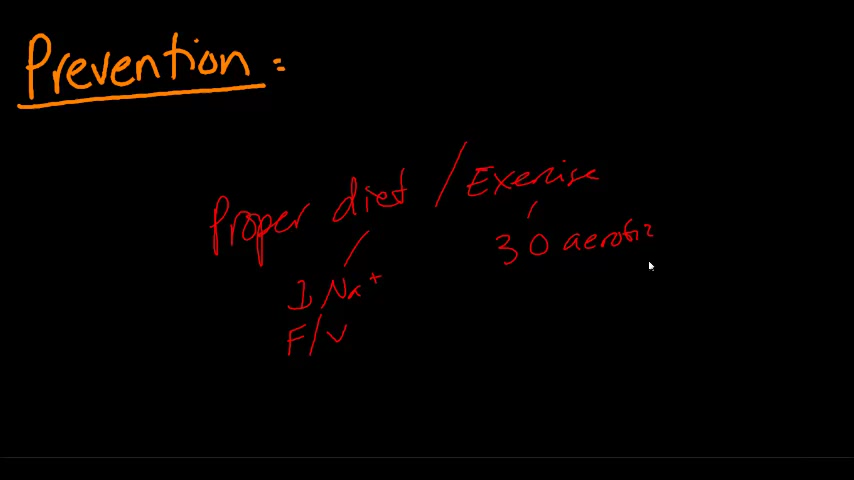 Prevention:
Proper diet / Exercise
30 aerobic
↓ Na+
F/V